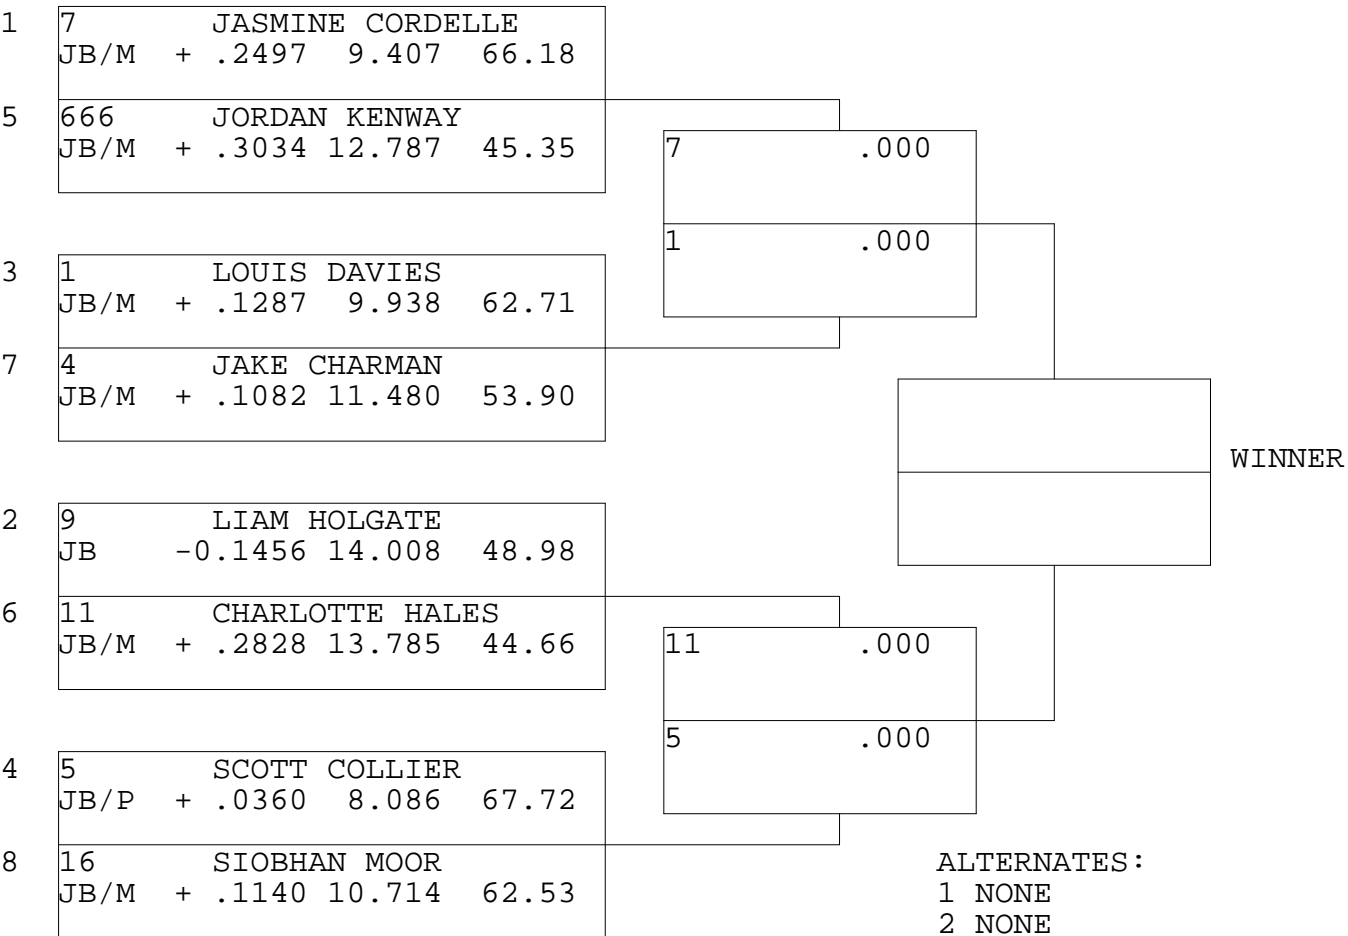 1 7 JASMINE CORDELLE
JB/M + .2497 9.407 66.18
5 666 JORDAN KENWAY
JB/M + .3034 12.787 45.35
7 .000
1 .000
3 1 LOUIS DAVIES
JB/M + .1287 9.938 62.71
7 4 JAKE CHARMAN
JB/M + .1082 11.480 53.90
WINNER
2 9 LIAM HOLGATE
JB -0.1456 14.008 48.98
6 11 CHARLOTTE HALES
JB/M + .2828 13.785 44.66
11 .000
5 .000
4 5 SCOTT COLLIER
JB/P + .0360 8.086 67.72
8 16 SIOBHAN MOOR
JB/M + .1140 10.714 62.53
ALTERNATES:
1 NONE
2 NONE